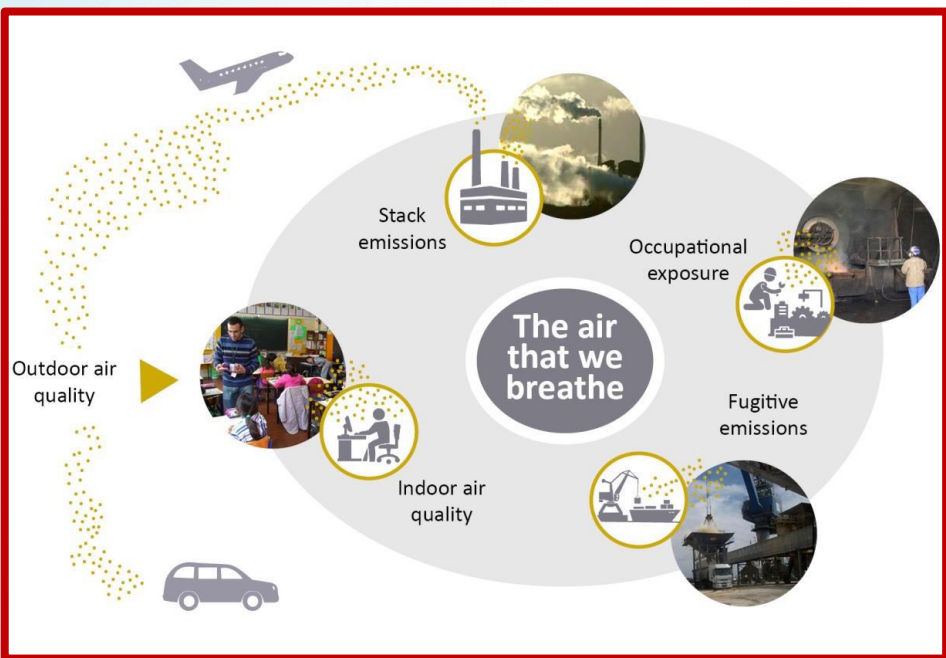 Stack
emissions
Occupational
exposure
The air
that we
breathe
Outdoor air
quality
Fugitive
emissions
Indoor air
quality